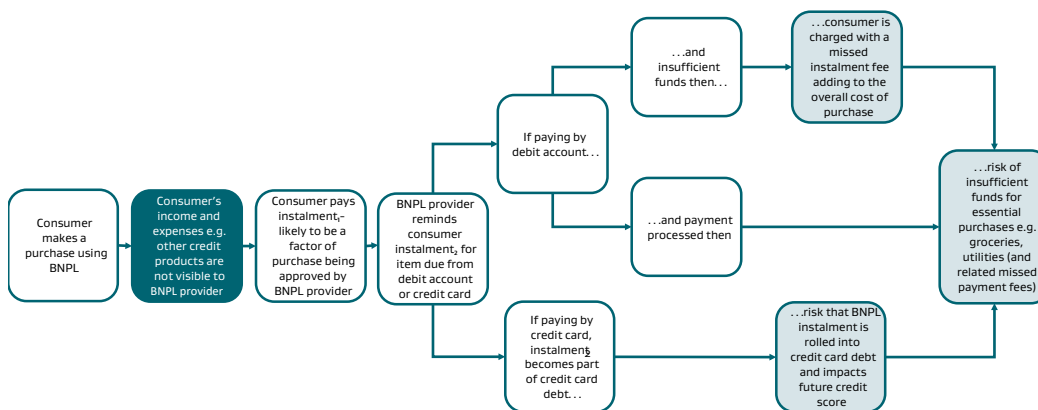 Consumer
makes a
purchase using
BNPL
Consumer's
income and
expenses e.g.
other credit
products are
not visible to
BNPL provider
Consumer pays
instalment₁-
likely to be a
factor of
purchase being
approved by
BNPL provider
BNPL provider
reminds
consumer
instalment₂ for
item due from
debit account
or credit card
If paying by
debit account...
...and
insufficient
funds then...
...consumer is
charged with a
missed
instalment fee
adding to the
overall cost of
purchase
...and payment
processed then
...risk of
insufficient
funds for
essential
purchases e.g.
groceries,
utilities (and
related missed
payment fees)
If paying by
credit card,
instalment₂
becomes part
of credit card
debt...
...risk that BNPL
instalment is
rolled into
credit card debt
and impacts
future credit
score